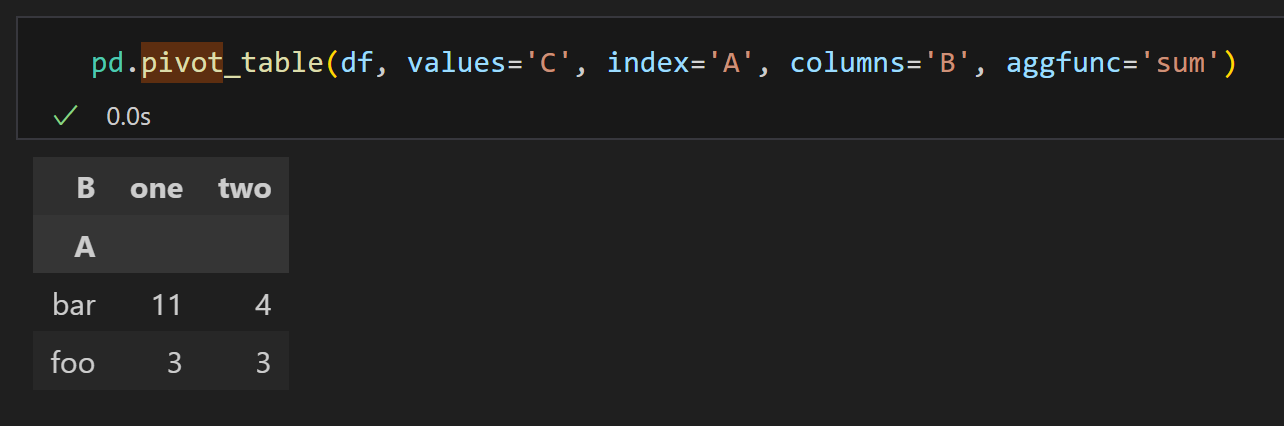 pd.pivot_table(df, values='C', index='A', columns='B', aggfunc='sum')
0.0s
B one two
A
bar 11 4
foo 3 3